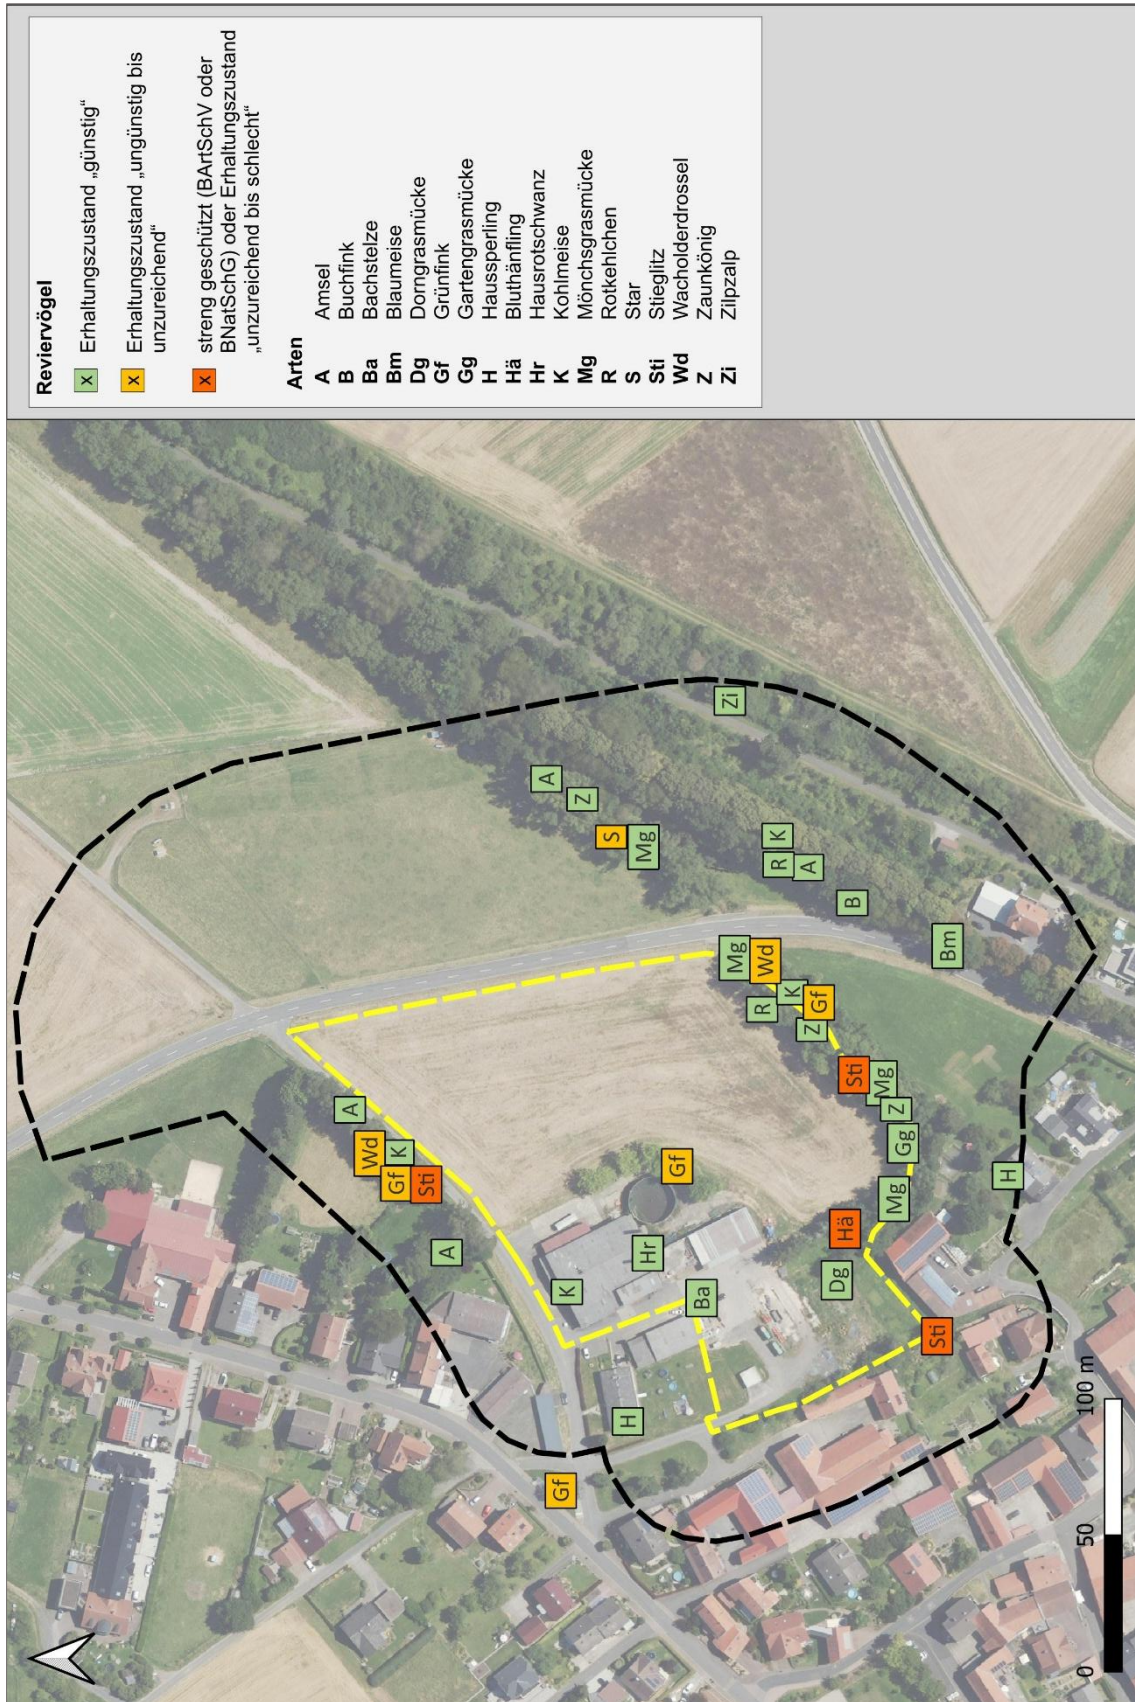 Reviervögel
X Erhaltungszustand „günstig“
X Erhaltungszustand „ungünstig bis
unzureichend“
X streng geschützt (BArtSchV oder
BNatSchG) oder Erhaltungszustand
„unzureichend bis schlecht“
Arten
A Amsel
B Buchfink
Ba Bachstelze
Bm Blaumeise
Dg Dorngrasmücke
Gf Grünfink
Gg Gartengrasmücke
H Haussperling
Hä Bluthänfling
Hr Hausrotschwanz
K Kohlmeise
Mg Mönchsgrasmücke
R Rotkehlchen
S Star
Sti Stieglitz
Wd Wacholderdrossel
Z Zaunkönig
Zi Zilpzalp
A
Wd
Gf K
Sti
A
A
Gf
K
Z
S
H
Mg
Hr
Gf
Ba
Zi
Mg
R
Wd
R K
K
A
Z
Gf
Dg
Hä
B
Sti
Mg
Mg
Z
Gg
Sti
Bm
H
0 50 100 m